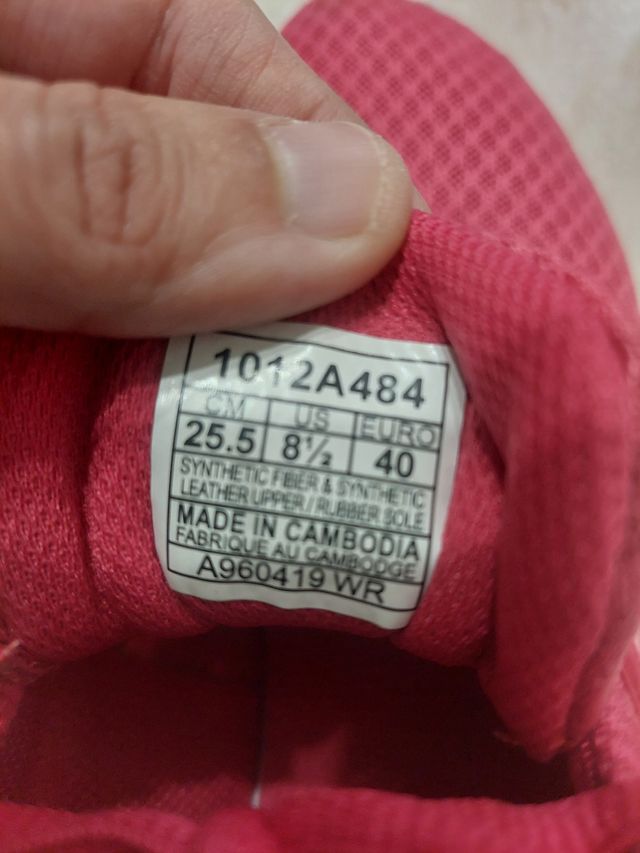 1012A484
CM US EURO
25.5 8½ 40
SYNTHETIC FIBER & SYNTHETIC
LEATHER UPPER / RUBBER SOLE
MADE IN CAMBODIA
FABRIQUE AU CAMBODGE
A960419 WR